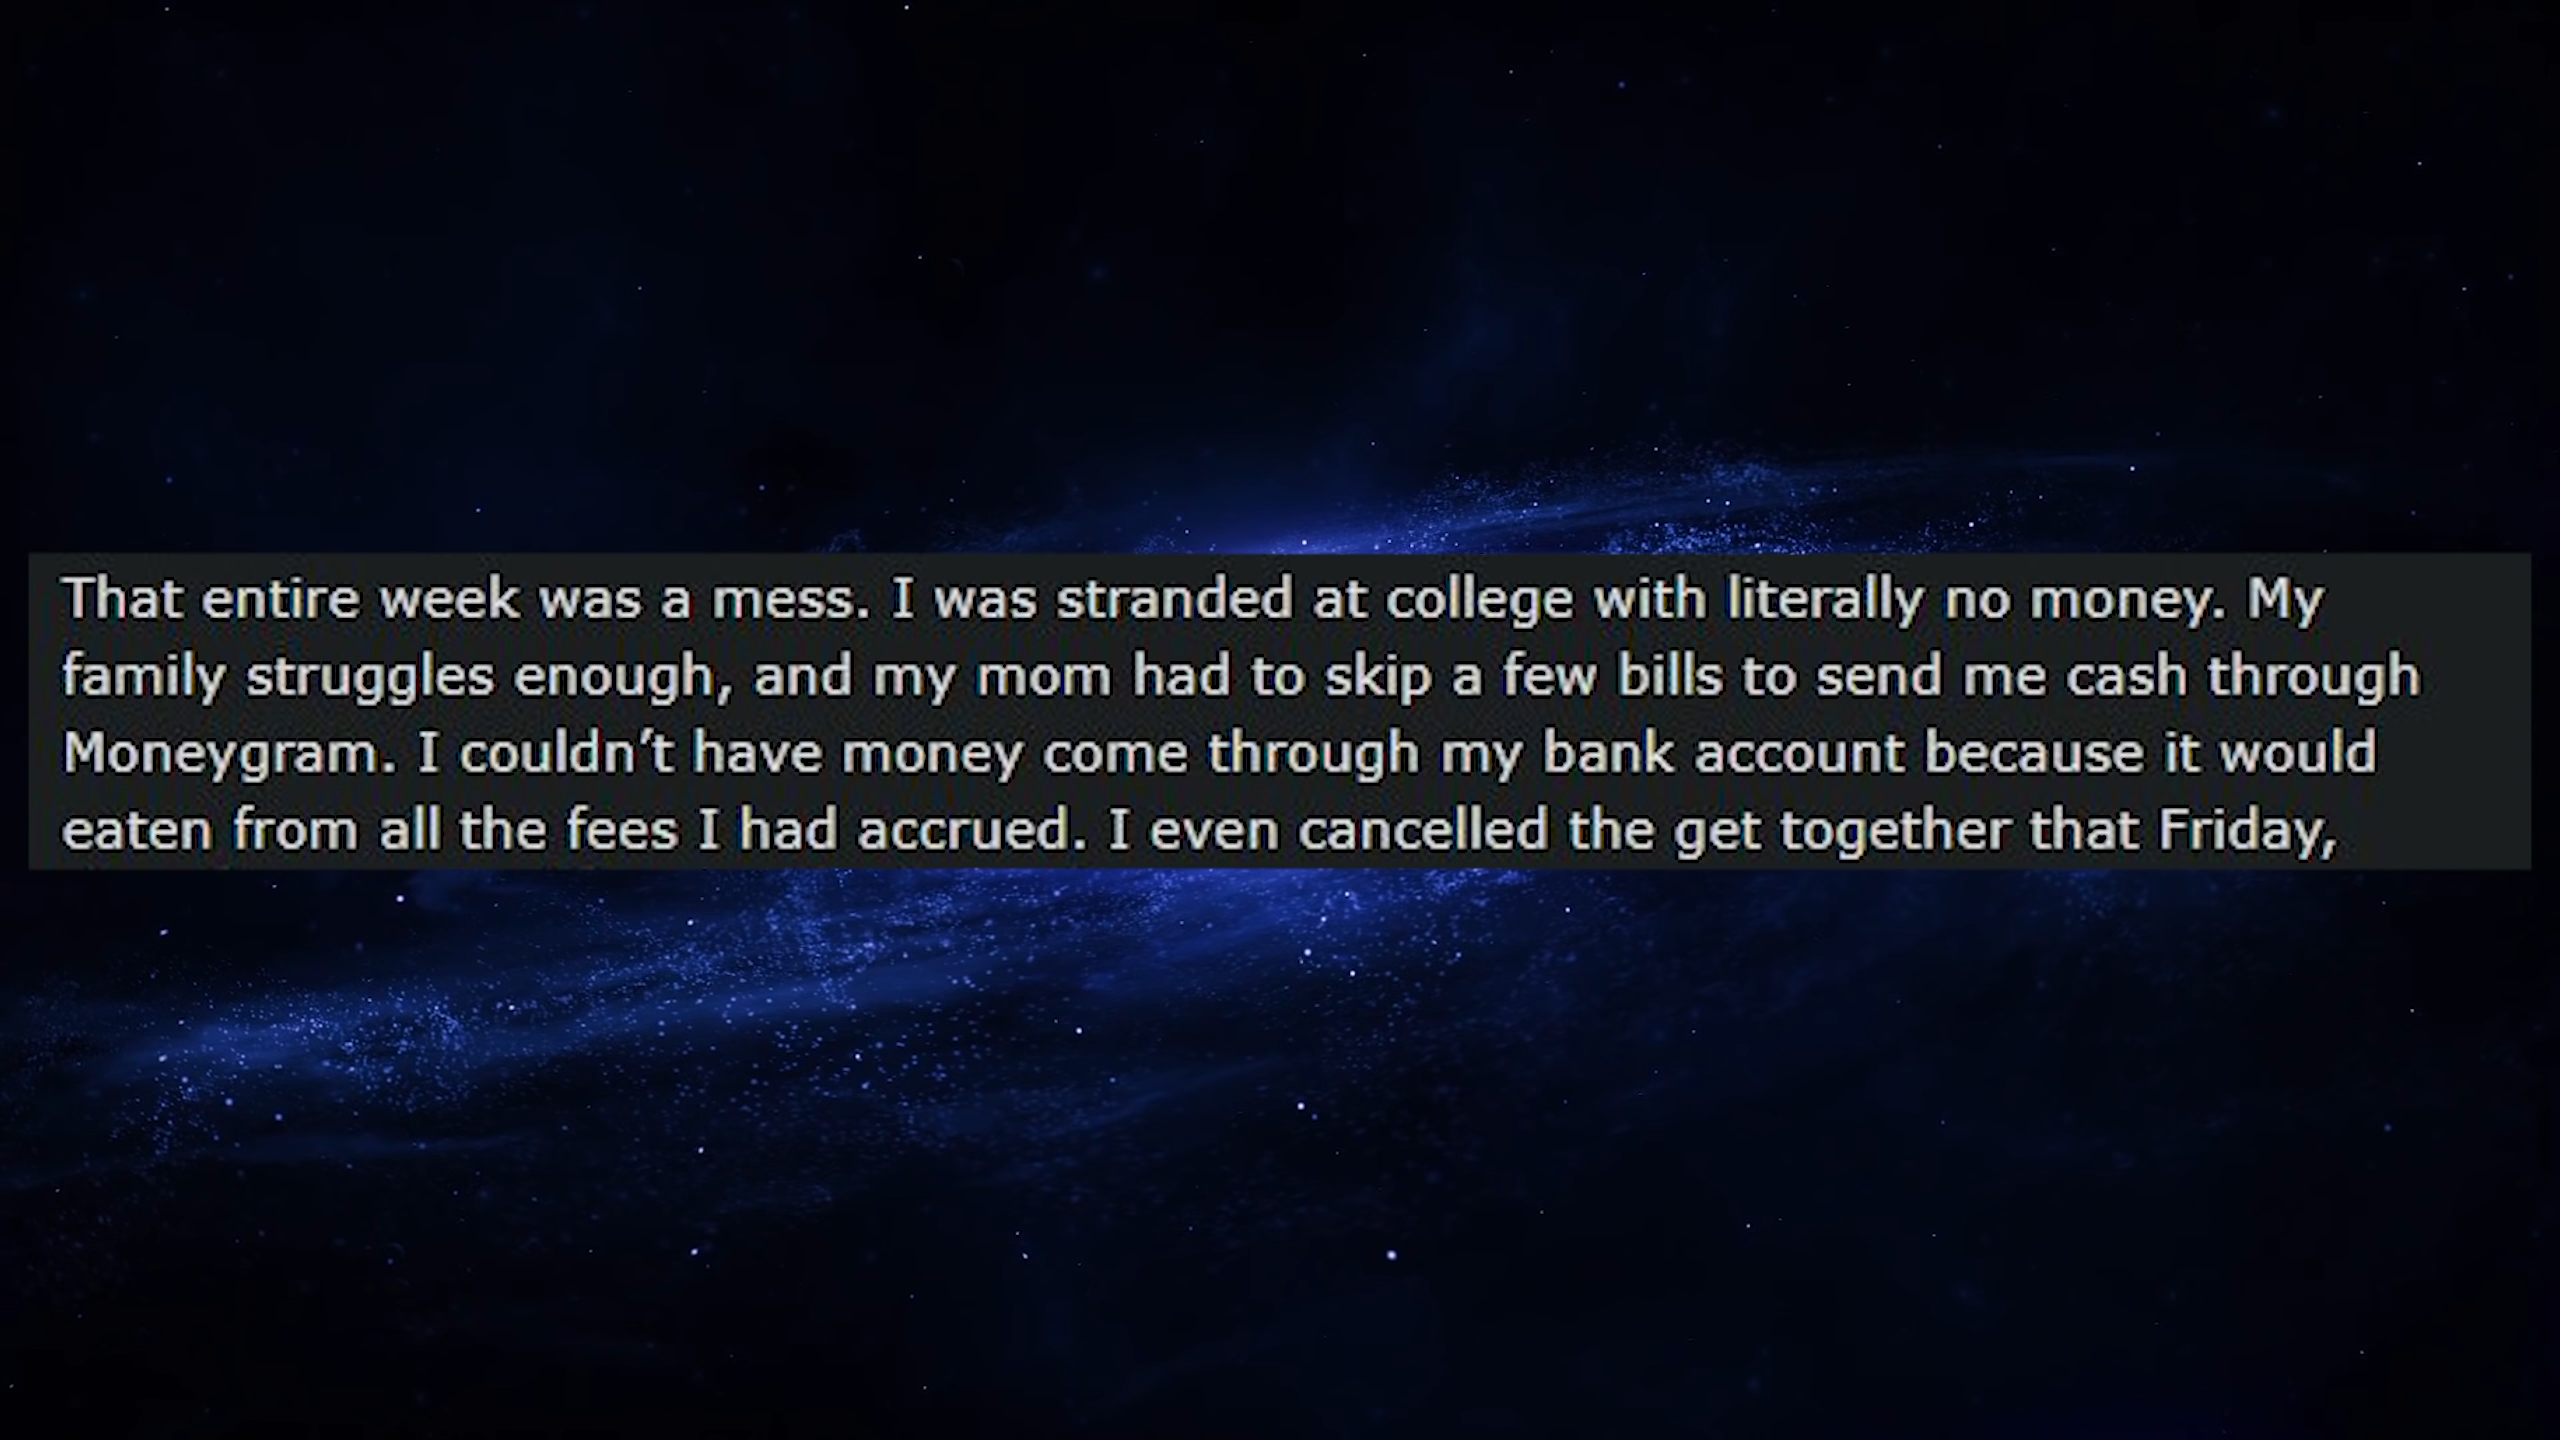 That entire week was a mess. I was stranded at college with literally no money. My
family struggles enough, and my mom had to skip a few bills to send me cash through
Moneygram. I couldn’t have money come through my bank account because it would
eaten from all the fees I had accrued. I even cancelled the get together that Friday,